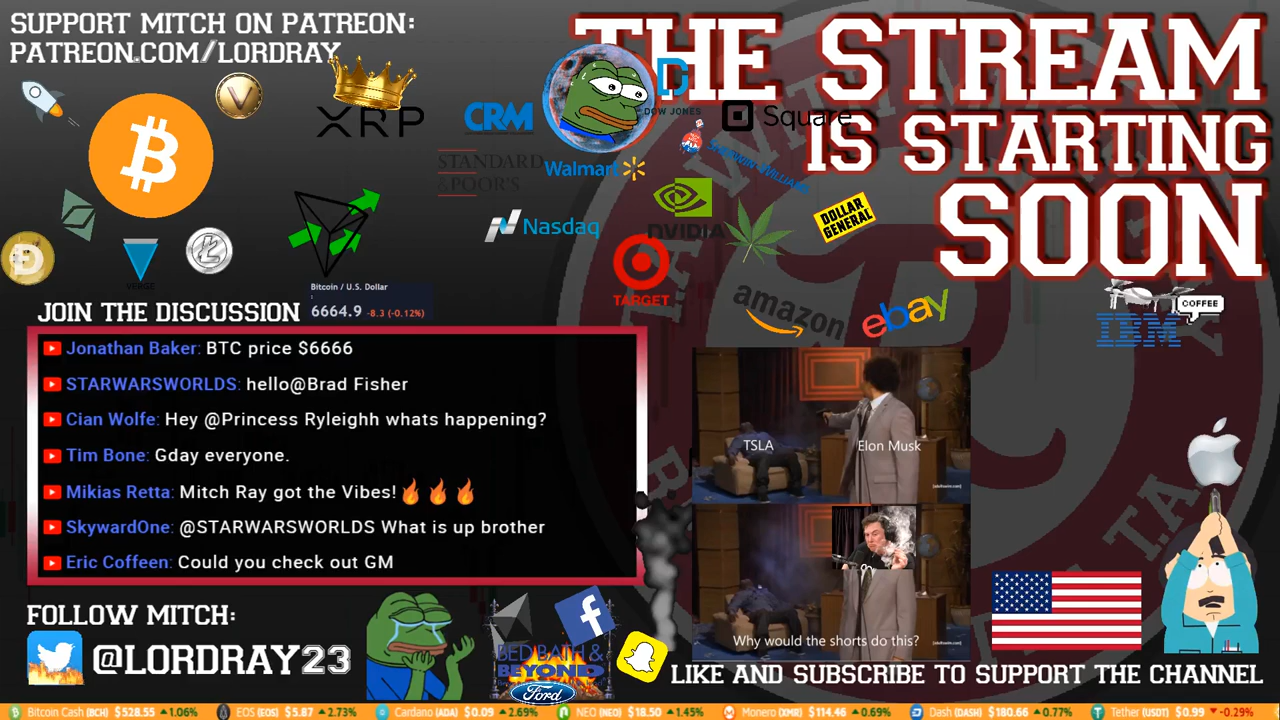 SUPPORT MITCH ON PATREON:
PATREON.COM/LORDRAY
THE STREAM
IS STARTING
SOON
XRP
CRM
DOW JONES
Square
STANDARD
&POOR'S
Walmart
SHERWIN-WILLIAMS
Nasdaq
NVIDIA
DOLLAR
GENERAL
TARGET
VERGE
amazon
ebay
COFFEE
IBM
Bitcoin / U.S. Dollar
6664.9 -8.3 (-0.12%)
JOIN THE DISCUSSION
Jonathan Baker: BTC price $6666
STARWARSWORLDS: hello@Brad Fisher
Cian Wolfe: Hey @Princess Ryleighh whats happening?
Tim Bone: Gday everyone.
Mikias Retta: Mitch Ray got the Vibes!🔥🔥🔥
SkywardOne: @STARWARSWORLDS What is up brother
Eric Coffeen: Could you check out GM
TSLA
Elon Musk
[adultswim.com]
Why would the shorts do this?
[adultswim.com]
FOLLOW MITCH:
@LORDRAY23
BED BATH &
BEYOND
Ford
LIKE AND SUBSCRIBE TO SUPPORT THE CHANNEL
Bitcoin Cash (BCH) $528.55 ▲1.06% EOS (EOS) $5.87 ▲2.73% Cardano (ADA) $0.09 ▲2.69% NEO (NEO) $18.50 ▲1.45% Monero (XMR) $114.46 ▲0.69% Dash (DASH) $180.66 ▲0.77% Tether (USDT) $0.99 ▼-0.29%